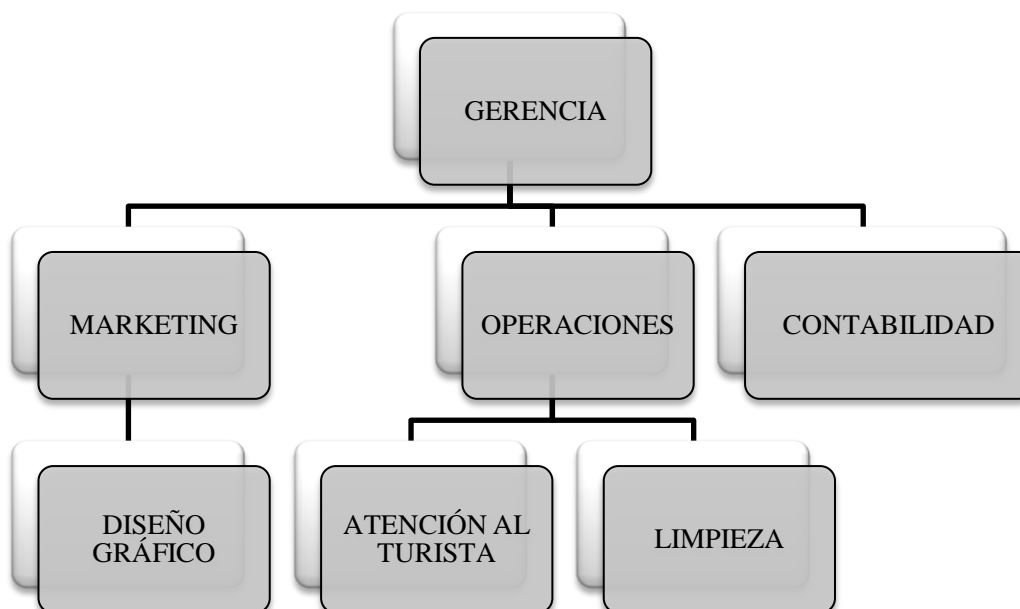 GERENCIA
MARKETING
OPERACIONES
CONTABILIDAD
DISEÑO
GRÁFICO
ATENCIÓN AL
TURISTA
LIMPIEZA